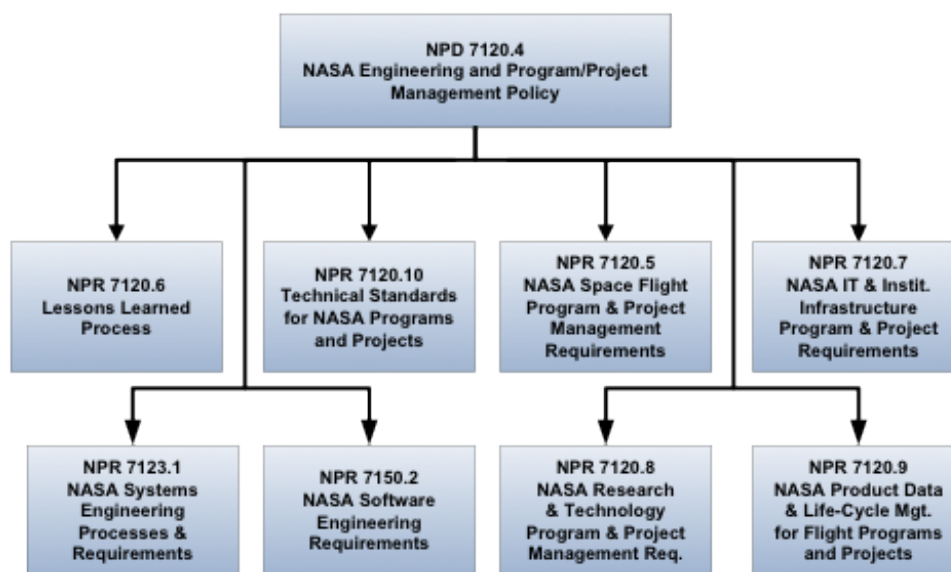 NPD 7120.4
NASA Engineering and Program/Project
Management Policy
NPR 7120.6
Lessons Learned
Process
NPR 7120.10
Technical Standards
for NASA Programs
and Projects
NPR 7120.5
NASA Space Flight
Program & Project
Management
Requirements
NPR 7120.7
NASA IT & Instit.
Infrastructure
Program & Project
Requirements
NPR 7123.1
NASA Systems
Engineering
Processes &
Requirements
NPR 7150.2
NASA Software
Engineering
Requirements
NPR 7120.8
NASA Research
& Technology
Program & Project
Management Req.
NPR 7120.9
NASA Product Data
& Life-Cycle Mgt.
for Flight Programs
and Projects